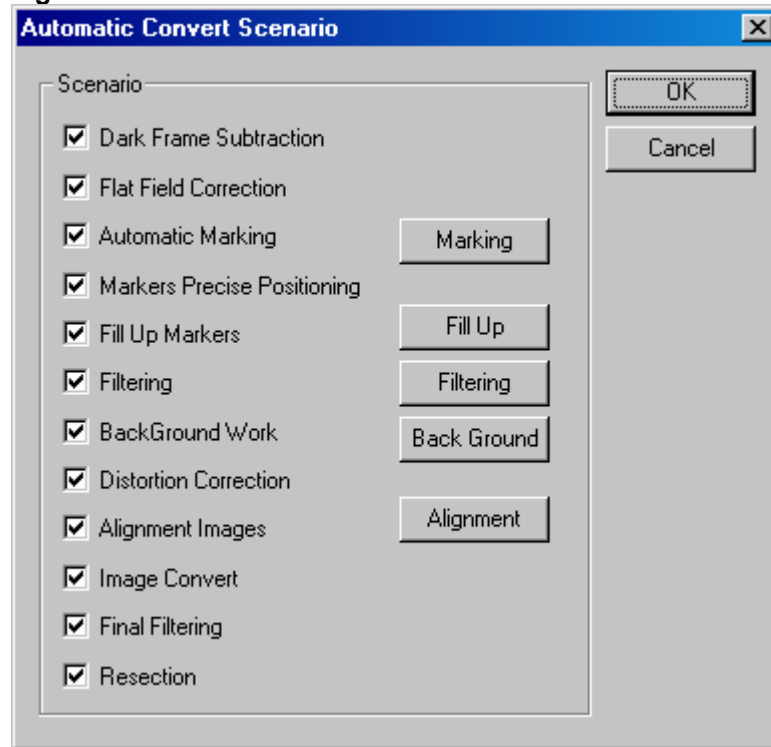 Automatic Convert Scenario
Scenario
OK
Cancel
Dark Frame Subtraction
Flat Field Correction
Automatic Marking
Marking
Markers Precise Positioning
Fill Up Markers
Fill Up
Filtering
Filtering
BackGround Work
Back Ground
Distortion Correction
Alignment Images
Alignment
Image Convert
Final Filtering
Resection